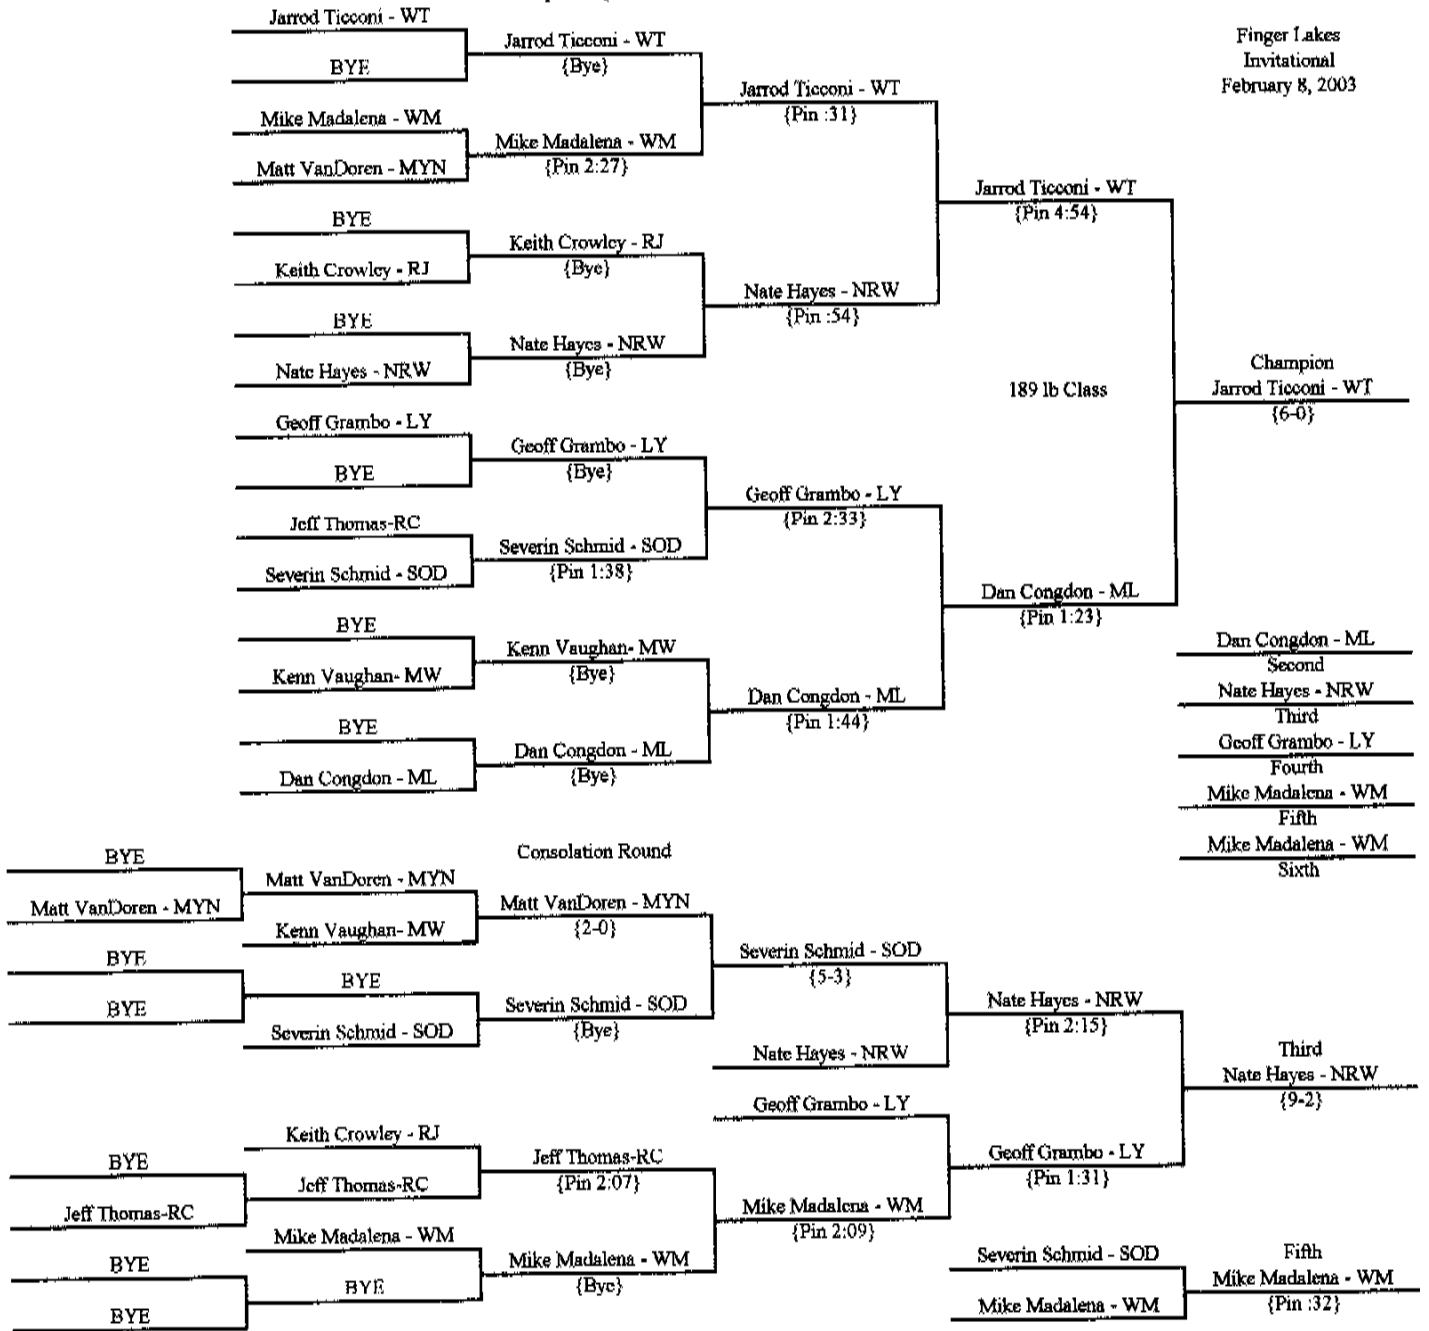 Jarrod Ticconi - WT
BYE
Jarrod Ticconi - WT
{Bye}
Mike Madalena - WM
Matt VanDoren - MYN
Mike Madalena - WM
{Pin 2:27}
Jarrod Ticconi - WT
{Pin :31}
BYE
Keith Crowley - RJ
Keith Crowley - RJ
{Bye}
BYE
Nate Hayes - NRW
Nate Hayes - NRW
{Bye}
Nate Hayes - NRW
{Pin :54}
Jarrod Ticconi - WT
{Pin 4:54}
Geoff Grambo - LY
BYE
Geoff Grambo - LY
{Bye}
Jeff Thomas-RC
Severin Schmid - SOD
Severin Schmid - SOD
{Pin 1:38}
Geoff Grambo - LY
{Pin 2:33}
BYE
Kenn Vaughan- MW
Kenn Vaughan- MW
{Bye}
BYE
Dan Congdon - ML
Dan Congdon - ML
{Bye}
Dan Congdon - ML
{Pin 1:44}
Dan Congdon - ML
{Pin 1:23}
Finger Lakes
Invitational
February 8, 2003
189 lb Class
Champion
Jarrod Ticconi - WT
{6-0}
Dan Congdon - ML
Second
Nate Hayes - NRW
Third
Geoff Grambo - LY
Fourth
Mike Madalena - WM
Fifth
Mike Madalena - WM
Sixth
Consolation Round
BYE
Matt VanDoren - MYN
Matt VanDoren - MYN
Kenn Vaughan- MW
Matt VanDoren - MYN
{2-0}
BYE
BYE
BYE
Severin Schmid - SOD
Severin Schmid - SOD
{Bye}
Severin Schmid - SOD
{5-3}
Nate Hayes - NRW
Nate Hayes - NRW
{Pin 2:15}
Geoff Grambo - LY
Keith Crowley - RJ
BYE
Jeff Thomas-RC
Jeff Thomas-RC
Jeff Thomas-RC
{Pin 2:07}
Mike Madalena - WM
BYE
BYE
BYE
Mike Madalena - WM
{Bye}
Mike Madalena - WM
{Pin 2:09}
Geoff Grambo - LY
{Pin 1:31}
Third
Nate Hayes - NRW
{9-2}
Severin Schmid - SOD
Mike Madalena - WM
Fifth
Mike Madalena - WM
{Pin :32}